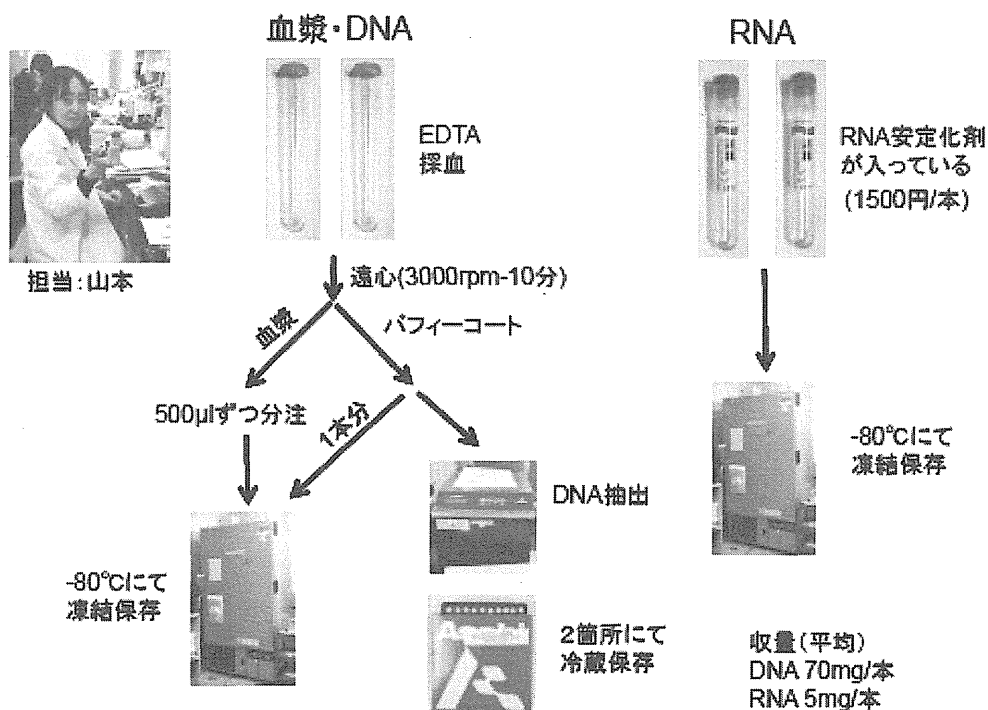 血漿・DNA
RNA
EDTA
採血
RNA安定化剤
が入っている
(1500円/本)
担当：山本
遠心(3000rpm-10分)
血漿
バフィーコート
500μlずつ分注
1本分
-80℃にて
凍結保存
DNA抽出
-80℃にて
凍結保存
2箇所にて
冷蔵保存
収量(平均)
DNA 70mg/本
RNA 5mg/本